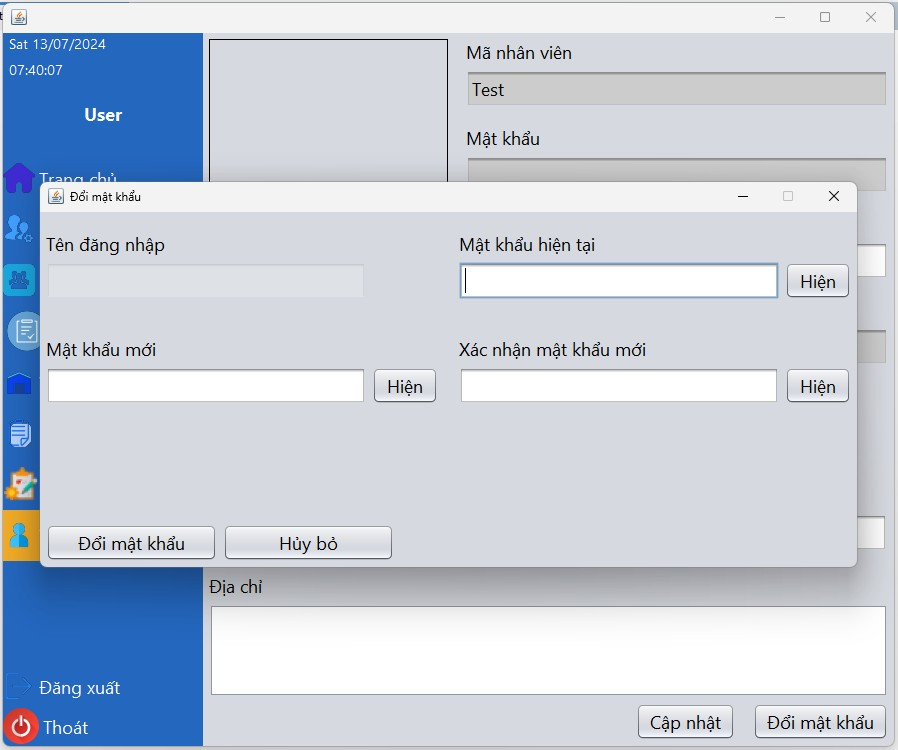 Sat 13/07/2024
07:40:07
User
Trang chủ
Đăng xuất
Thoát
Mã nhân viên
Test
Mật khẩu
Đổi mật khẩu
Tên đăng nhập
Mật khẩu hiện tại
Hiện
Mật khẩu mới
Hiện
Xác nhận mật khẩu mới
Hiện
Đổi mật khẩu
Hủy bỏ
Địa chỉ
Cập nhật
Đổi mật khẩu